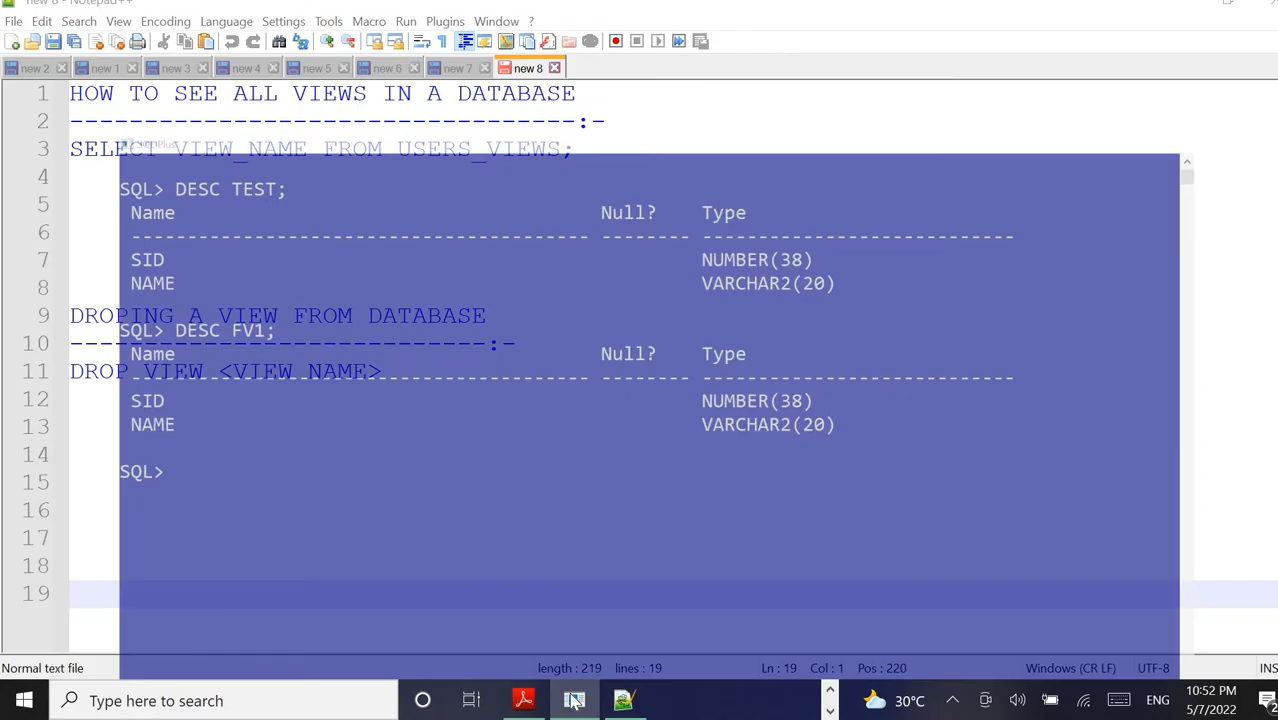 new 8 - Notepad++
File Edit Search View Encoding Language Settings Tools Macro Run Plugins Window ?
new 2 new 1 new 3 new 4 new 5 new 6 new 7 new 8
1 HOW TO SEE ALL VIEWS IN A DATABASE
2 ----------------------------------:-
3 SELECT VIEW_NAME FROM USERS_VIEWS;
4
SQL> DESC TEST;
5
Name Null? Type
6
----------------------------------------- -------- ----------------------------
7
SID NUMBER(38)
8
NAME VARCHAR2(20)
9 DROPING A VIEW FROM DATABASE
SQL> DESC FV1;
10 ----------------------------:-
Name Null? Type
11 DROP VIEW <VIEW_NAME>
----------------------------------------- -------- ----------------------------
12
SID NUMBER(38)
13
NAME VARCHAR2(20)
14
SQL>
15
16
17
18
19
Normal text file length : 219 lines : 19 Ln : 19 Col : 1 Pos : 220 Windows (CR LF) UTF-8 INS
Type here to search 30°C ENG 10:52 PM
5/7/2022
2